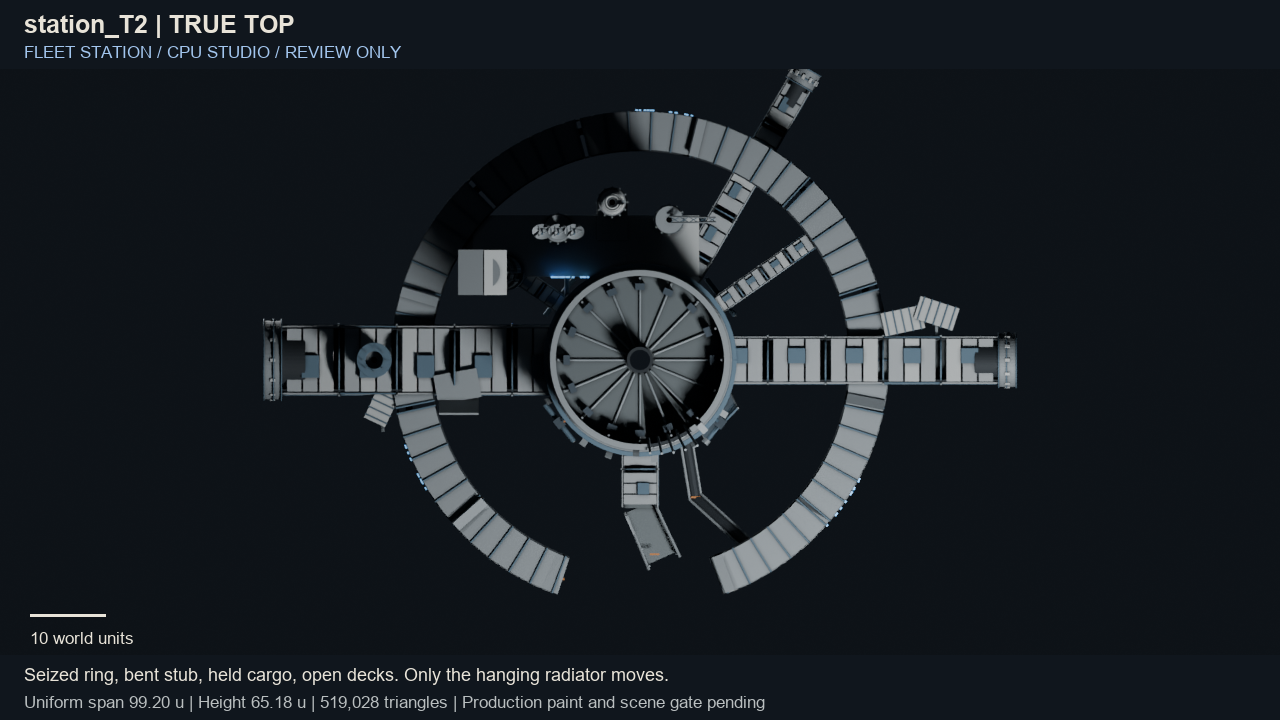 station_T2 | TRUE TOP
FLEET STATION / CPU STUDIO / REVIEW ONLY
10 world units
Seized ring, bent stub, held cargo, open decks. Only the hanging radiator moves.
Uniform span 99.20 u | Height 65.18 u | 519,028 triangles | Production paint and scene gate pending